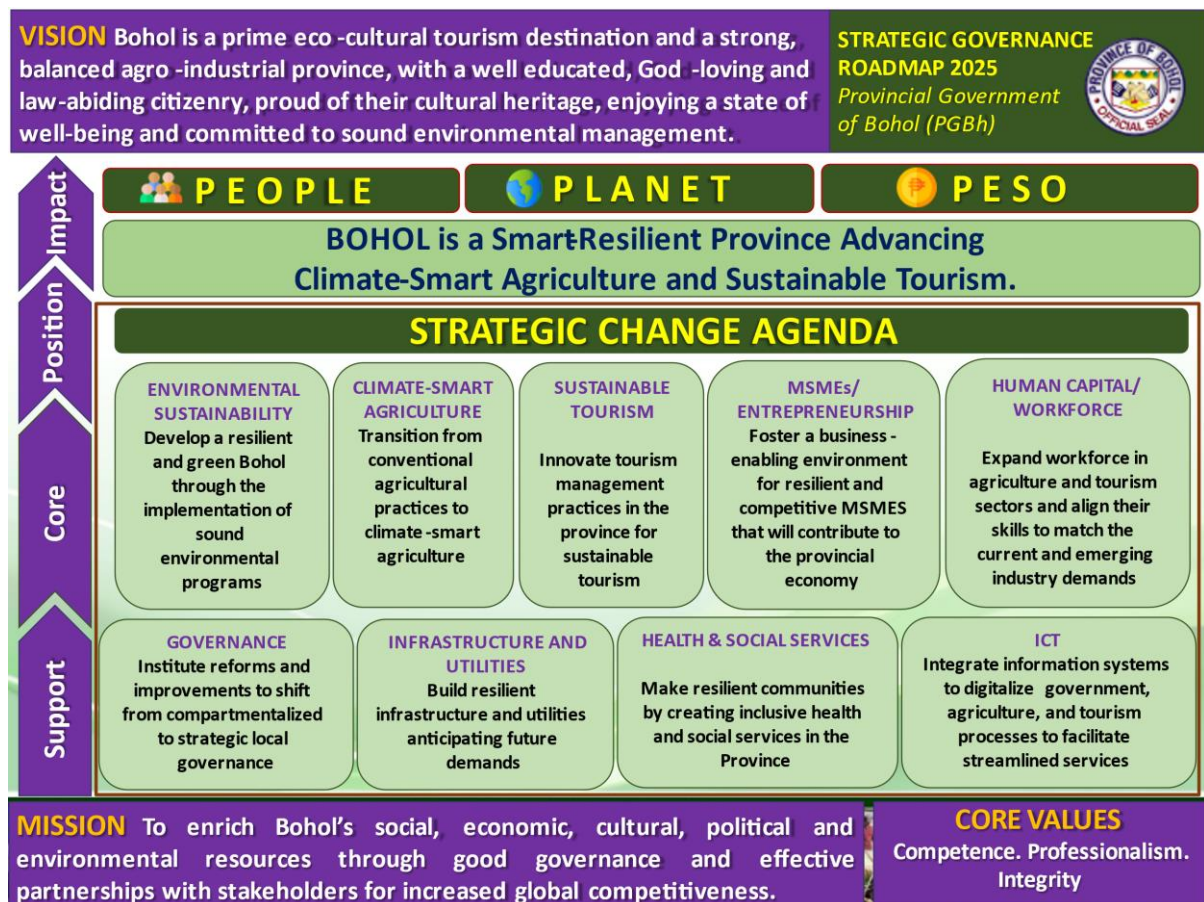 VISION Bohol is a prime eco -cultural tourism destination and a strong,
balanced agro -industrial province, with a well educated, God -loving and
law-abiding citizenry, proud of their cultural heritage, enjoying a state of
well-being and committed to sound environmental management.
STRATEGIC GOVERNANCE
ROADMAP 2025
Provincial Government
of Bohol (PGBh)
PROVINCE OF BOHOL
OFFICIAL SEAL
Impact
PEOPLE
PLANET
PESO
BOHOL is a Smart-Resilient Province Advancing
Climate-Smart Agriculture and Sustainable Tourism.
Position
STRATEGIC CHANGE AGENDA
Core
ENVIRONMENTAL
SUSTAINABILITY
Develop a resilient
and green Bohol
through the
implementation of
sound
environmental
programs
CLIMATE-SMART
AGRICULTURE
Transition from
conventional
agricultural
practices to
climate -smart
agriculture
SUSTAINABLE
TOURISM
Innovate tourism
management
practices in the
province for
sustainable
tourism
MSMEs/
ENTREPRENEURSHIP
Foster a business -
enabling environment
for resilient and
competitive MSMES
that will contribute to
the provincial
economy
HUMAN CAPITAL/
WORKFORCE
Expand workforce in
agriculture and tourism
sectors and align their
skills to match the
current and emerging
industry demands
Support
GOVERNANCE
Institute reforms and
improvements to shift
from compartmentalized
to strategic local
governance
INFRASTRUCTURE AND
UTILITIES
Build resilient
infrastructure and utilities
anticipating future
demands
HEALTH & SOCIAL SERVICES
Make resilient communities
by creating inclusive health
and social services in the
Province
ICT
Integrate information systems
to digitalize government,
agriculture, and tourism
processes to facilitate
streamlined services
MISSION To enrich Bohol's social, economic, cultural, political and
environmental resources through good governance and effective
partnerships with stakeholders for increased global competitiveness.
CORE VALUES
Competence. Professionalism.
Integrity